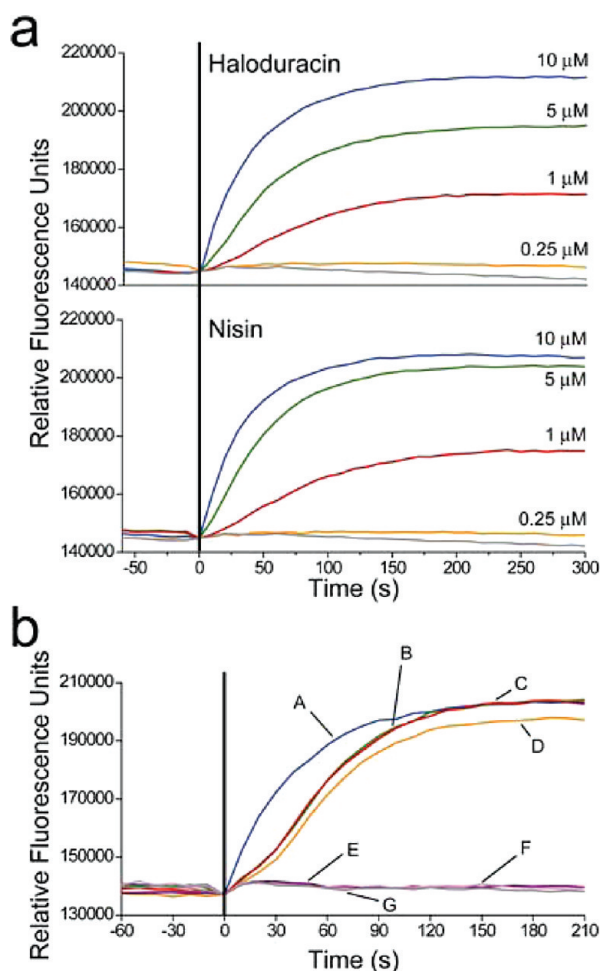 a
Haloduracin
Relative Fluorescence Units
220000
200000
180000
160000
140000
10 µM
5 µM
1 µM
0.25 µM
Nisin
220000
200000
180000
160000
140000
10 µM
5 µM
1 µM
0.25 µM
-50 0 50 100 150 200 250 300
Time (s)
b
Relative Fluorescence Units
210000
190000
170000
150000
130000
A
B
C
D
E
F
G
-60 -30 0 30 60 90 120 150 180 210
Time (s)